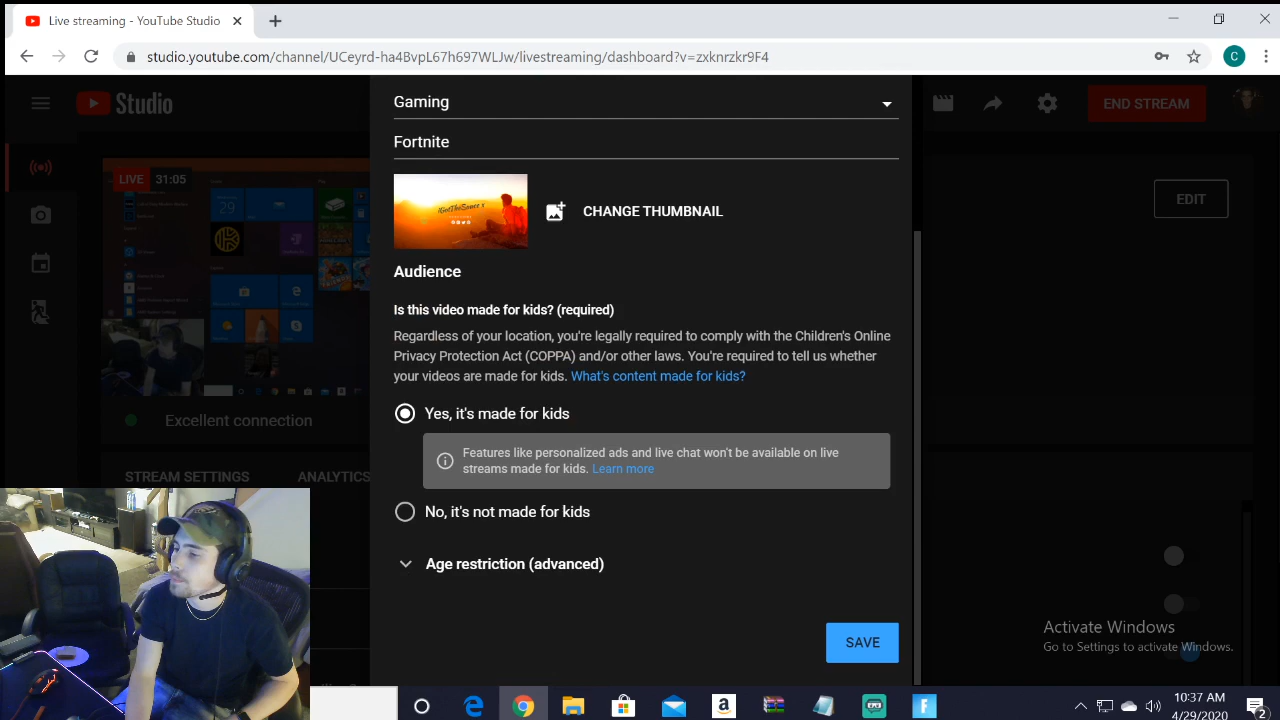 Live streaming - YouTube Studio
studio.youtube.com/channel/UCeyrd-ha4BvpL67h697WLJw/livestreaming/dashboard?v=zxknrzkr9F4
C
Studio
END STREAM
Gaming
Fortnite
LIVE 31:05
29
CHANGE THUMBNAIL
EDIT
Audience
Is this video made for kids? (required)
Regardless of your location, you're legally required to comply with the Children's Online
Privacy Protection Act (COPPA) and/or other laws. You're required to tell us whether
your videos are made for kids. What's content made for kids?
Yes, it's made for kids
Excellent connection
Features like personalized ads and live chat won't be available on live
streams made for kids. Learn more
STREAM SETTINGS
ANALYTICS
No, it's not made for kids
Age restriction (advanced)
SAVE
Activate Windows
Go to Settings to activate Windows.
10:37 AM
4/29/2020
2